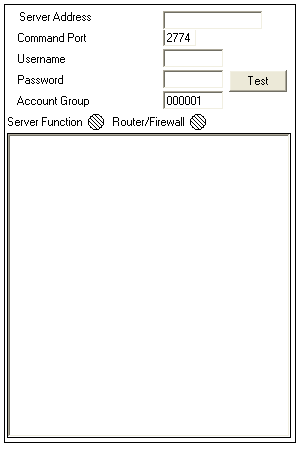 Server Address
Command Port 2774
Username
Password Test
Account Group 000001
Server Function Router/Firewall